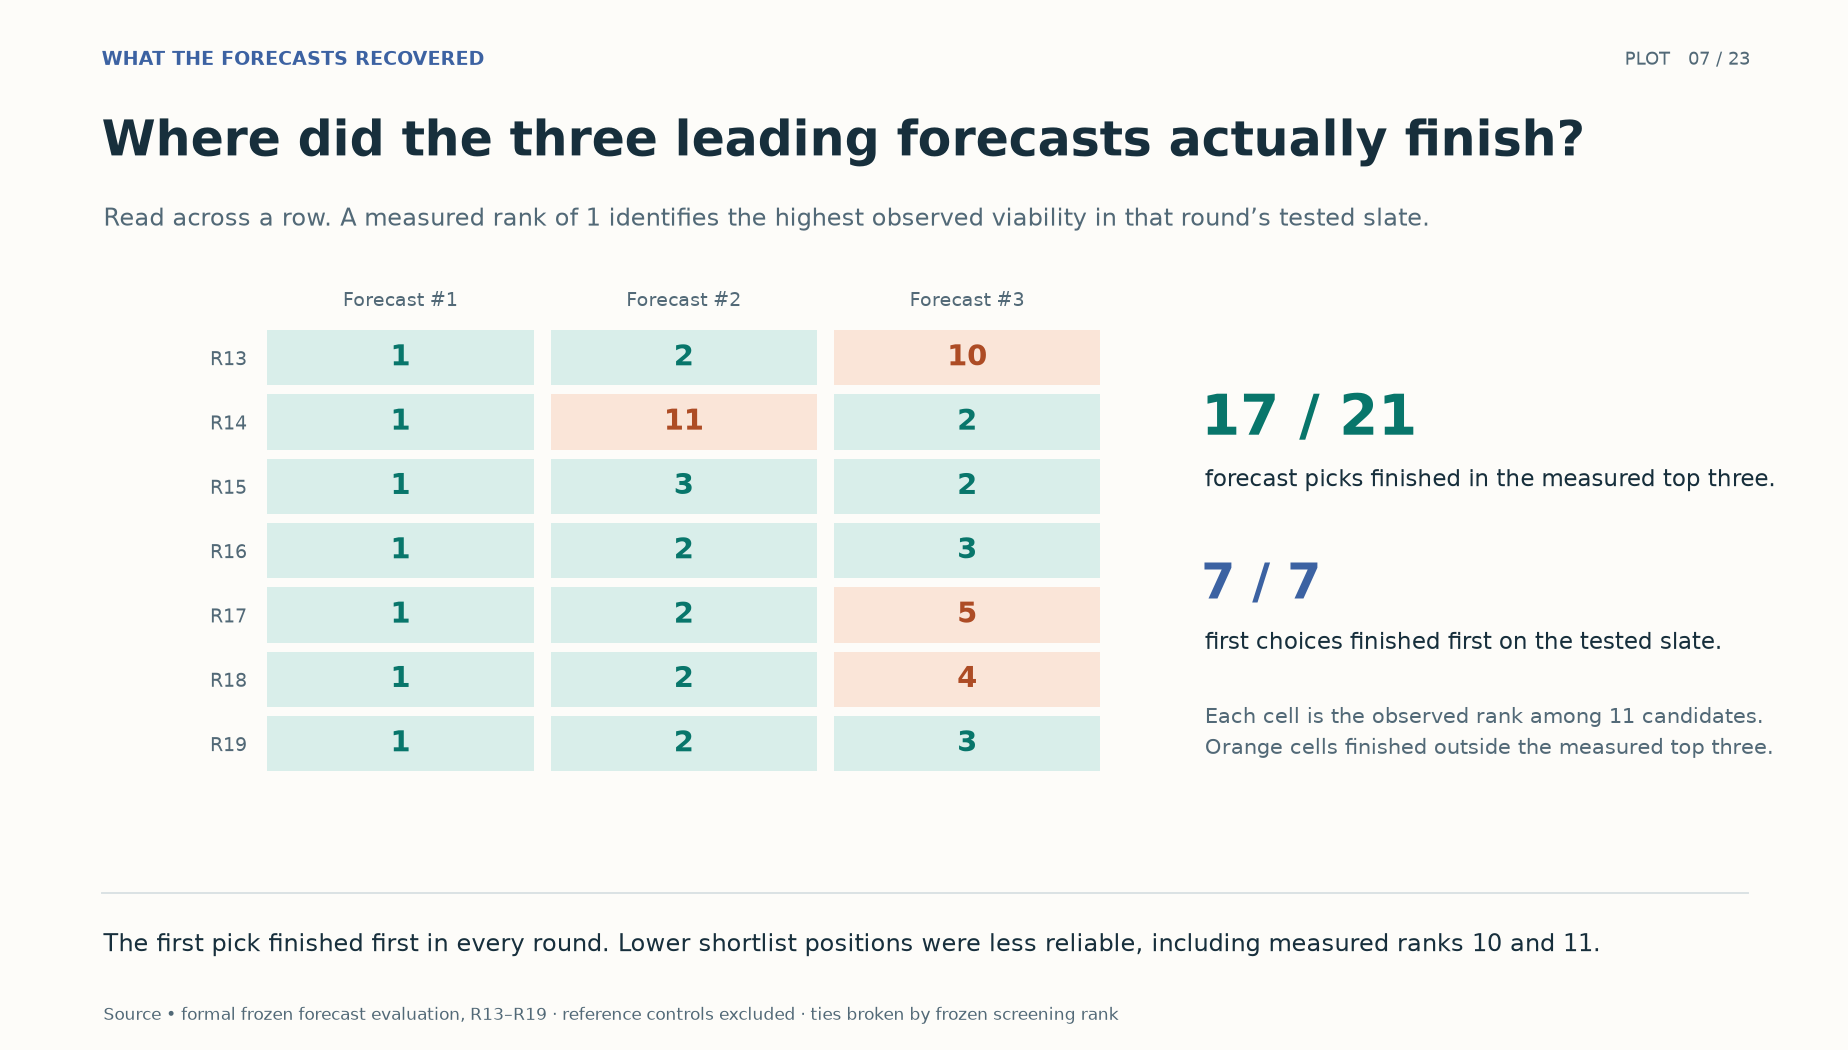 WHAT THE FORECASTS RECOVERED
PLOT 07 / 23
Where did the three leading forecasts actually finish?
Read across a row. A measured rank of 1 identifies the highest observed viability in that round’s tested slate.
Forecast #1 Forecast #2 Forecast #3
R13 1 2 10
R14 1 11 2
R15 1 3 2
R16 1 2 3
R17 1 2 5
R18 1 2 4
R19 1 2 3
17 / 21
forecast picks finished in the measured top three.
7 / 7
first choices finished first on the tested slate.
Each cell is the observed rank among 11 candidates.
Orange cells finished outside the measured top three.
The first pick finished first in every round. Lower shortlist positions were less reliable, including measured ranks 10 and 11.
Source • formal frozen forecast evaluation, R13–R19 · reference controls excluded · ties broken by frozen screening rank